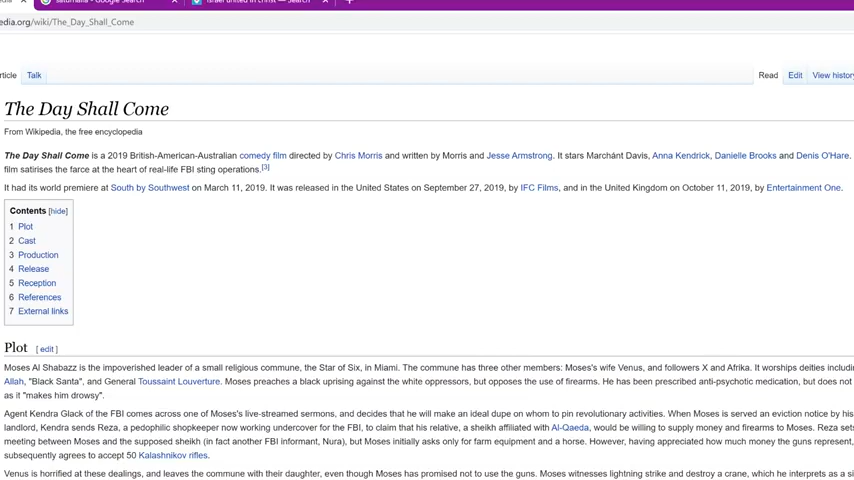 saturnalia - Google Search
israel united in christ — Search
edia.org/wiki/The_Day_Shall_Come
rticle Talk Read Edit View history
The Day Shall Come
From Wikipedia, the free encyclopedia
The Day Shall Come is a 2019 British-American-Australian comedy film directed by Chris Morris and written by Morris and Jesse Armstrong. It stars Marchánt Davis, Anna Kendrick, Danielle Brooks and Denis O'Hare.
film satirises the farce at the heart of real-life FBI sting operations.[3]
It had its world premiere at South by Southwest on March 11, 2019. It was released in the United States on September 27, 2019, by IFC Films, and in the United Kingdom on October 11, 2019, by Entertainment One.
Contents [hide]
1 Plot
2 Cast
3 Production
4 Release
5 Reception
6 References
7 External links
Plot [ edit ]
Moses Al Shabazz is the impoverished leader of a small religious commune, the Star of Six, in Miami. The commune has three other members: Moses's wife Venus, and followers X and Afrika. It worships deities includin
Allah, "Black Santa", and General Toussaint Louverture. Moses preaches a black uprising against the white oppressors, but opposes the use of firearms. He has been prescribed anti-psychotic medication, but does not
as it "makes him drowsy".
Agent Kendra Glack of the FBI comes across one of Moses's live-streamed sermons, and decides that he will make an ideal dupe on whom to pin revolutionary activities. When Moses is served an eviction notice by his
landlord, Kendra sends Reza, a pedophilic shopkeeper now working undercover for the FBI, to claim that his relative, a sheikh affiliated with Al-Qaeda, would be willing to supply money and firearms to Moses. Reza sets
meeting between Moses and the supposed sheikh (in fact another FBI informant, Nura), but Moses initially asks only for farm equipment and a horse. However, having appreciated how much money the guns represent,
subsequently agrees to accept 50 Kalashnikov rifles.
Venus is horrified at these dealings, and leaves the commune with their daughter, even though Moses has promised not to use the guns. Moses witnesses lightning strike and destroy a crane, which he interprets as a si